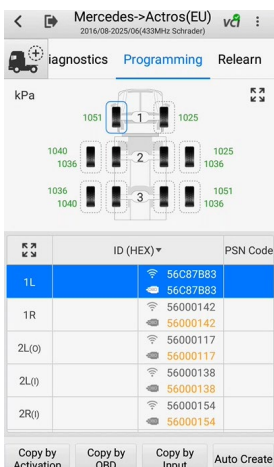 Mercedes->Actros(EU)
2016/08-2025/06(433MHz Schrader)
VCI
iagnostics Programming Relearn
kPa
1051 1 1025
1040 1025
1036 2 1036
1036 1051
1040 3 1036
ID (HEX)▼ PSN Code
1L 56C87B83
56C87B83
1R 56000142
56000142
2L(O) 56000117
56000117
2L(I) 56000138
56000138
2R(I) 56000154
56000154
Copy by Activation
Copy by OBD
Copy by Input
Auto Create